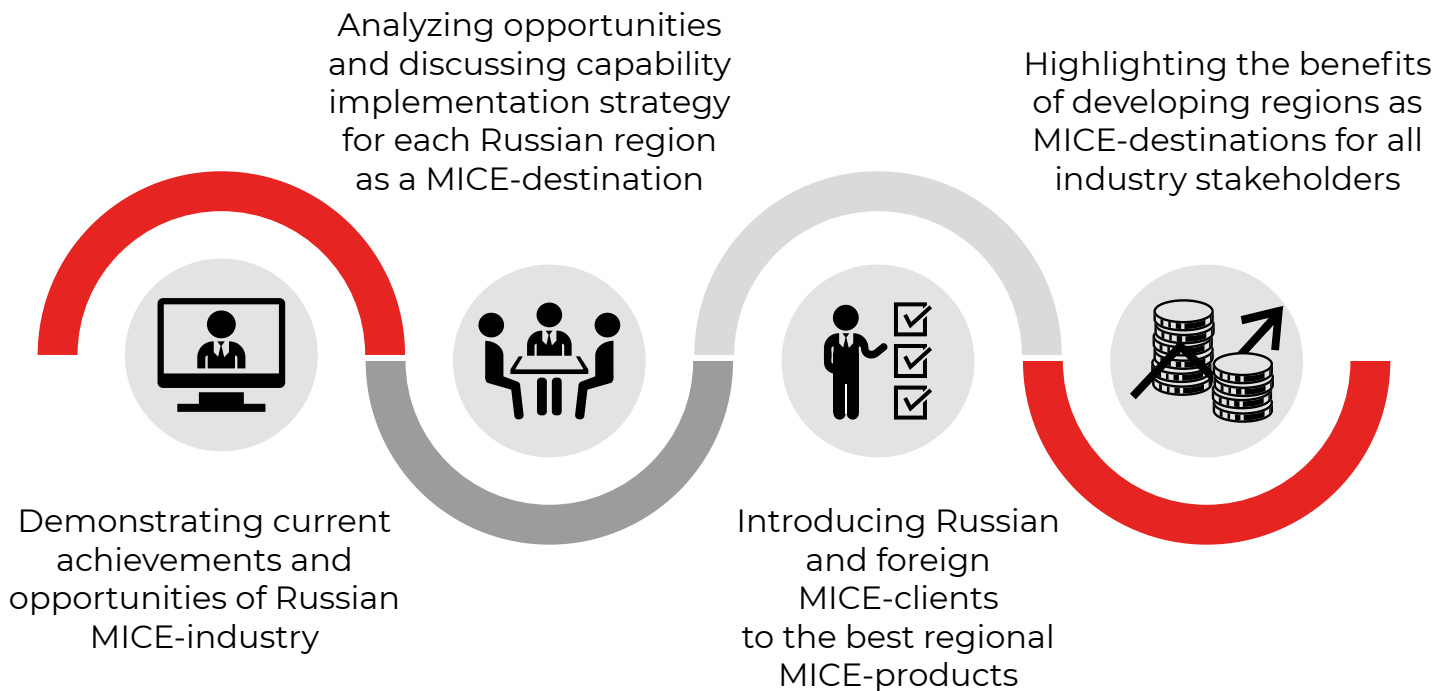 Analyzing opportunities
and discussing capability
implementation strategy
for each Russian region
as a MICE-destination
Highlighting the benefits
of developing regions as
MICE-destinations for all
industry stakeholders
Demonstrating current
achievements and
opportunities of Russian
MICE-industry
Introducing Russian
and foreign
MICE-clients
to the best regional
MICE-products